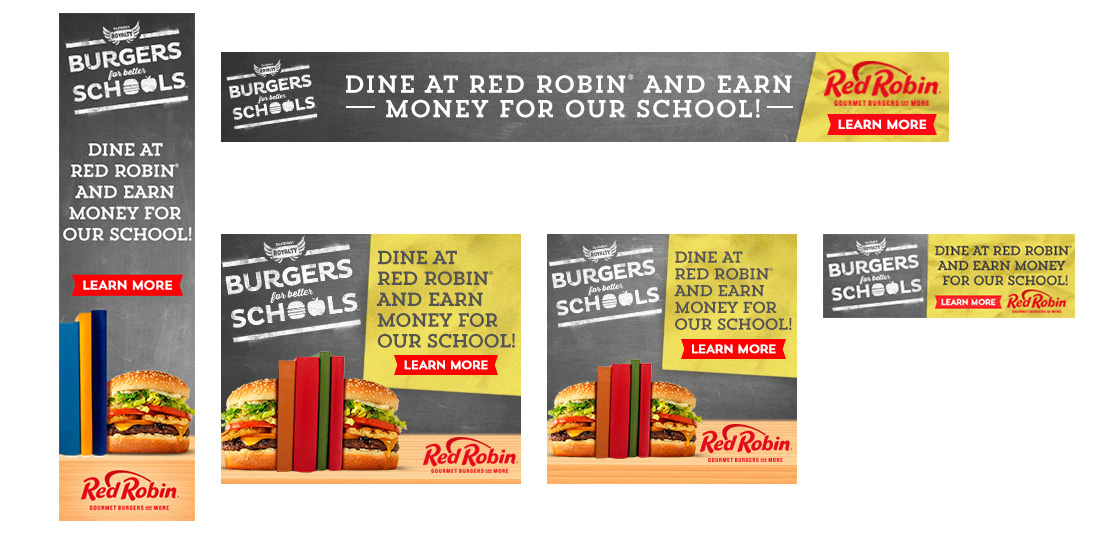 Red Robin
ROYALTY
BURGERS
for better
SCHOOLS
DINE AT
RED ROBIN®
AND EARN
MONEY FOR
OUR SCHOOL!
LEARN MORE
Red Robin
GOURMET BURGERS AND MORE
ROYALTY
BURGERS
for better
SCHOOLS
DINE AT RED ROBIN® AND EARN
MONEY FOR OUR SCHOOL!
Red Robin
GOURMET BURGERS AND MORE
LEARN MORE
Red Robin
ROYALTY
BURGERS
for better
SCHOOLS
DINE AT
RED ROBIN®
AND EARN
MONEY FOR
OUR SCHOOL!
LEARN MORE
Red Robin
GOURMET BURGERS AND MORE
Red Robin
ROYALTY
BURGERS
for better
SCHOOLS
DINE AT
RED ROBIN®
AND EARN
MONEY FOR
OUR SCHOOL!
LEARN MORE
Red Robin
GOURMET BURGERS AND MORE
ROYALTY
BURGERS
for better
SCHOOLS
DINE AT RED ROBIN®
AND EARN MONEY
FOR OUR SCHOOL!
LEARN MORE
Red Robin
GOURMET BURGERS AND MORE